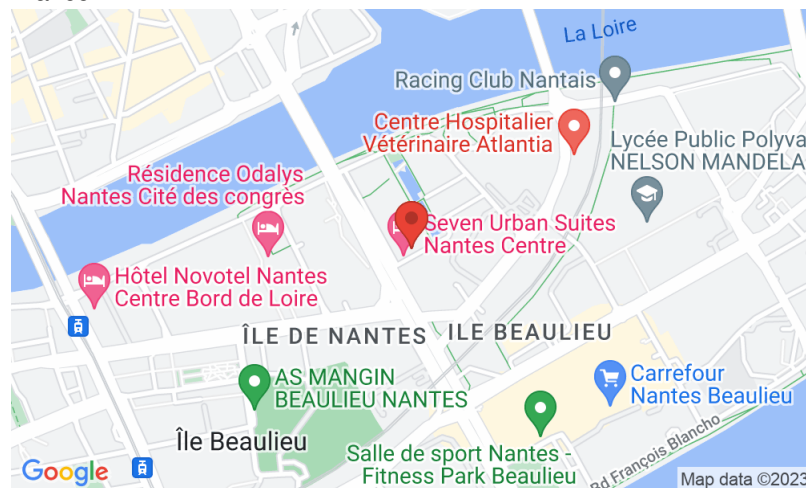 La Loire
Racing Club Nantais
Centre Hospitalier
Vétérinaire Atlantia
Lycée Public Polyva
NELSON MANDELA
Résidence Odalys
Nantes Cité des congrès
Seven Urban Suites
Nantes Centre
Hôtel Novotel Nantes
Centre Bord de Loire
ÎLE DE NANTES
ILE BEAULIEU
AS MANGIN
BEAULIEU NANTES
Carrefour
Nantes Beaulieu
Île Beaulieu
Salle de sport Nantes -
Fitness Park Beaulieu
Bd François Blancho
Google
Map data ©2023